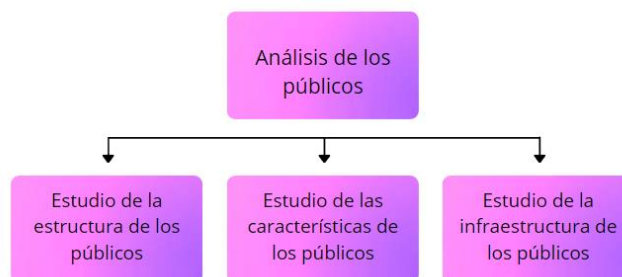 Análisis de los
públicos
Estudio de la
estructura de los
públicos
Estudio de las
características de
los públicos
Estudio de la
infraestructura de
los públicos